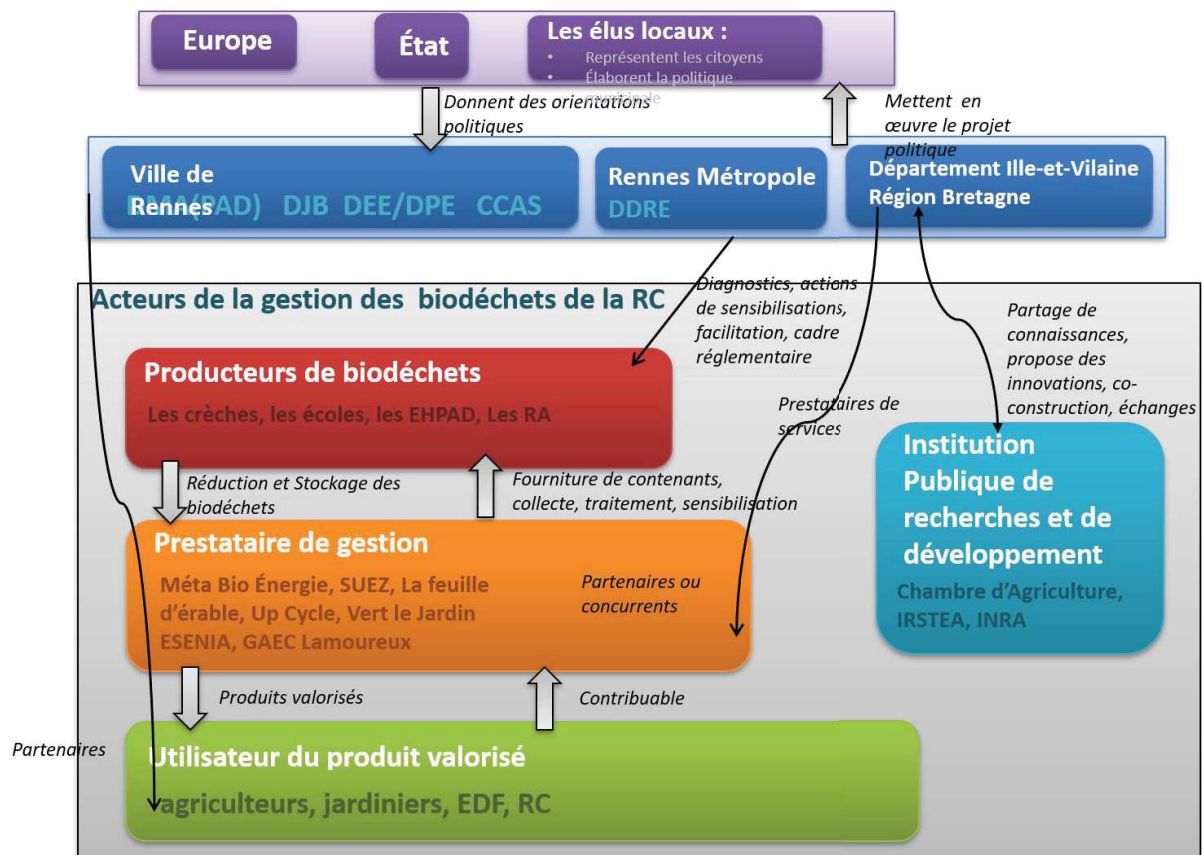 Europe
État
Les élus locaux :
• Représentent les citoyens
• Élaborent la politique
municipale
Donnent des orientations
politiques
Mettent en
œuvre le projet
politique
Ville de
Rennes
(PAD) DJB DEE/DPE CCAS
Rennes Métropole
DDRE
Département Ille-et-Vilaine
Région Bretagne
Acteurs de la gestion des biodéchets de la RC
Diagnostics, actions
de sensibilisations,
facilitation, cadre
réglementaire
Partage de
connaissances,
propose des
innovations, co-
construction, échanges
Producteurs de biodéchets
Les crèches, les écoles, les EHPAD, Les RA
Prestataires de
services
Réduction et Stockage des
biodéchets
Fourniture de contenants,
collecte, traitement, sensibilisation
Institution
Publique de
recherches et de
développement
Chambre d'Agriculture,
IRSTEA, INRA
Prestataire de gestion
Méta Bio Énergie, SUEZ, La feuille
d'érable, Up Cycle, Vert le Jardin
ESENIA, GAEC Lamoureux
Partenaires ou
concurrents
Produits valorisés
Contribuable
Partenaires
Utilisateur du produit valorisé
agriculteurs, jardiniers, EDF, RC